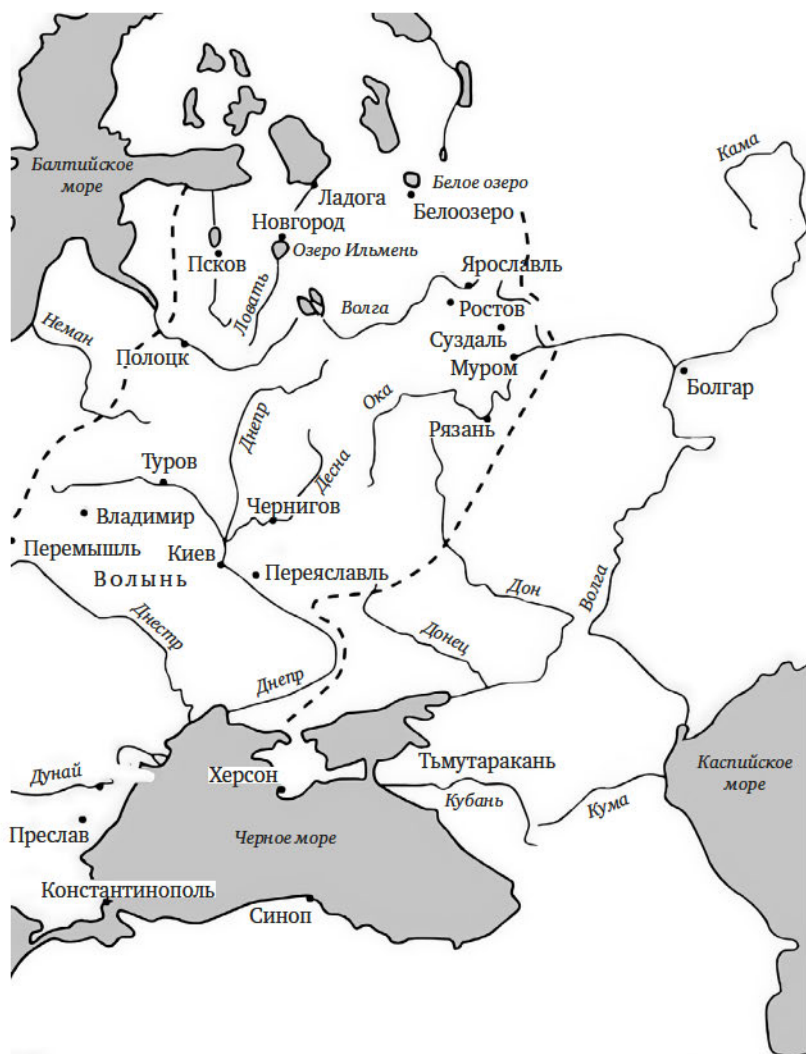 Кама
Балтийское
море
Белое озеро
Ладога
Белоозеро
Новгород
Озеро Ильмень
Псков
Ярославль
Ловать
Волга
Ростов
Неман
Суздаль
Полоцк
Муром
Болгар
Ока
Днепр
Рязань
Туров
Десна
Чернигов
Владимир
Перемышль
Киев
Переяславль
Волынь
Дон
Волга
Днестр
Донец
Днепр
Дунай
Херсон
Тьмутаракань
Каспийское
море
Кубань
Кума
Преслав
Черное море
Константинополь
Синоп